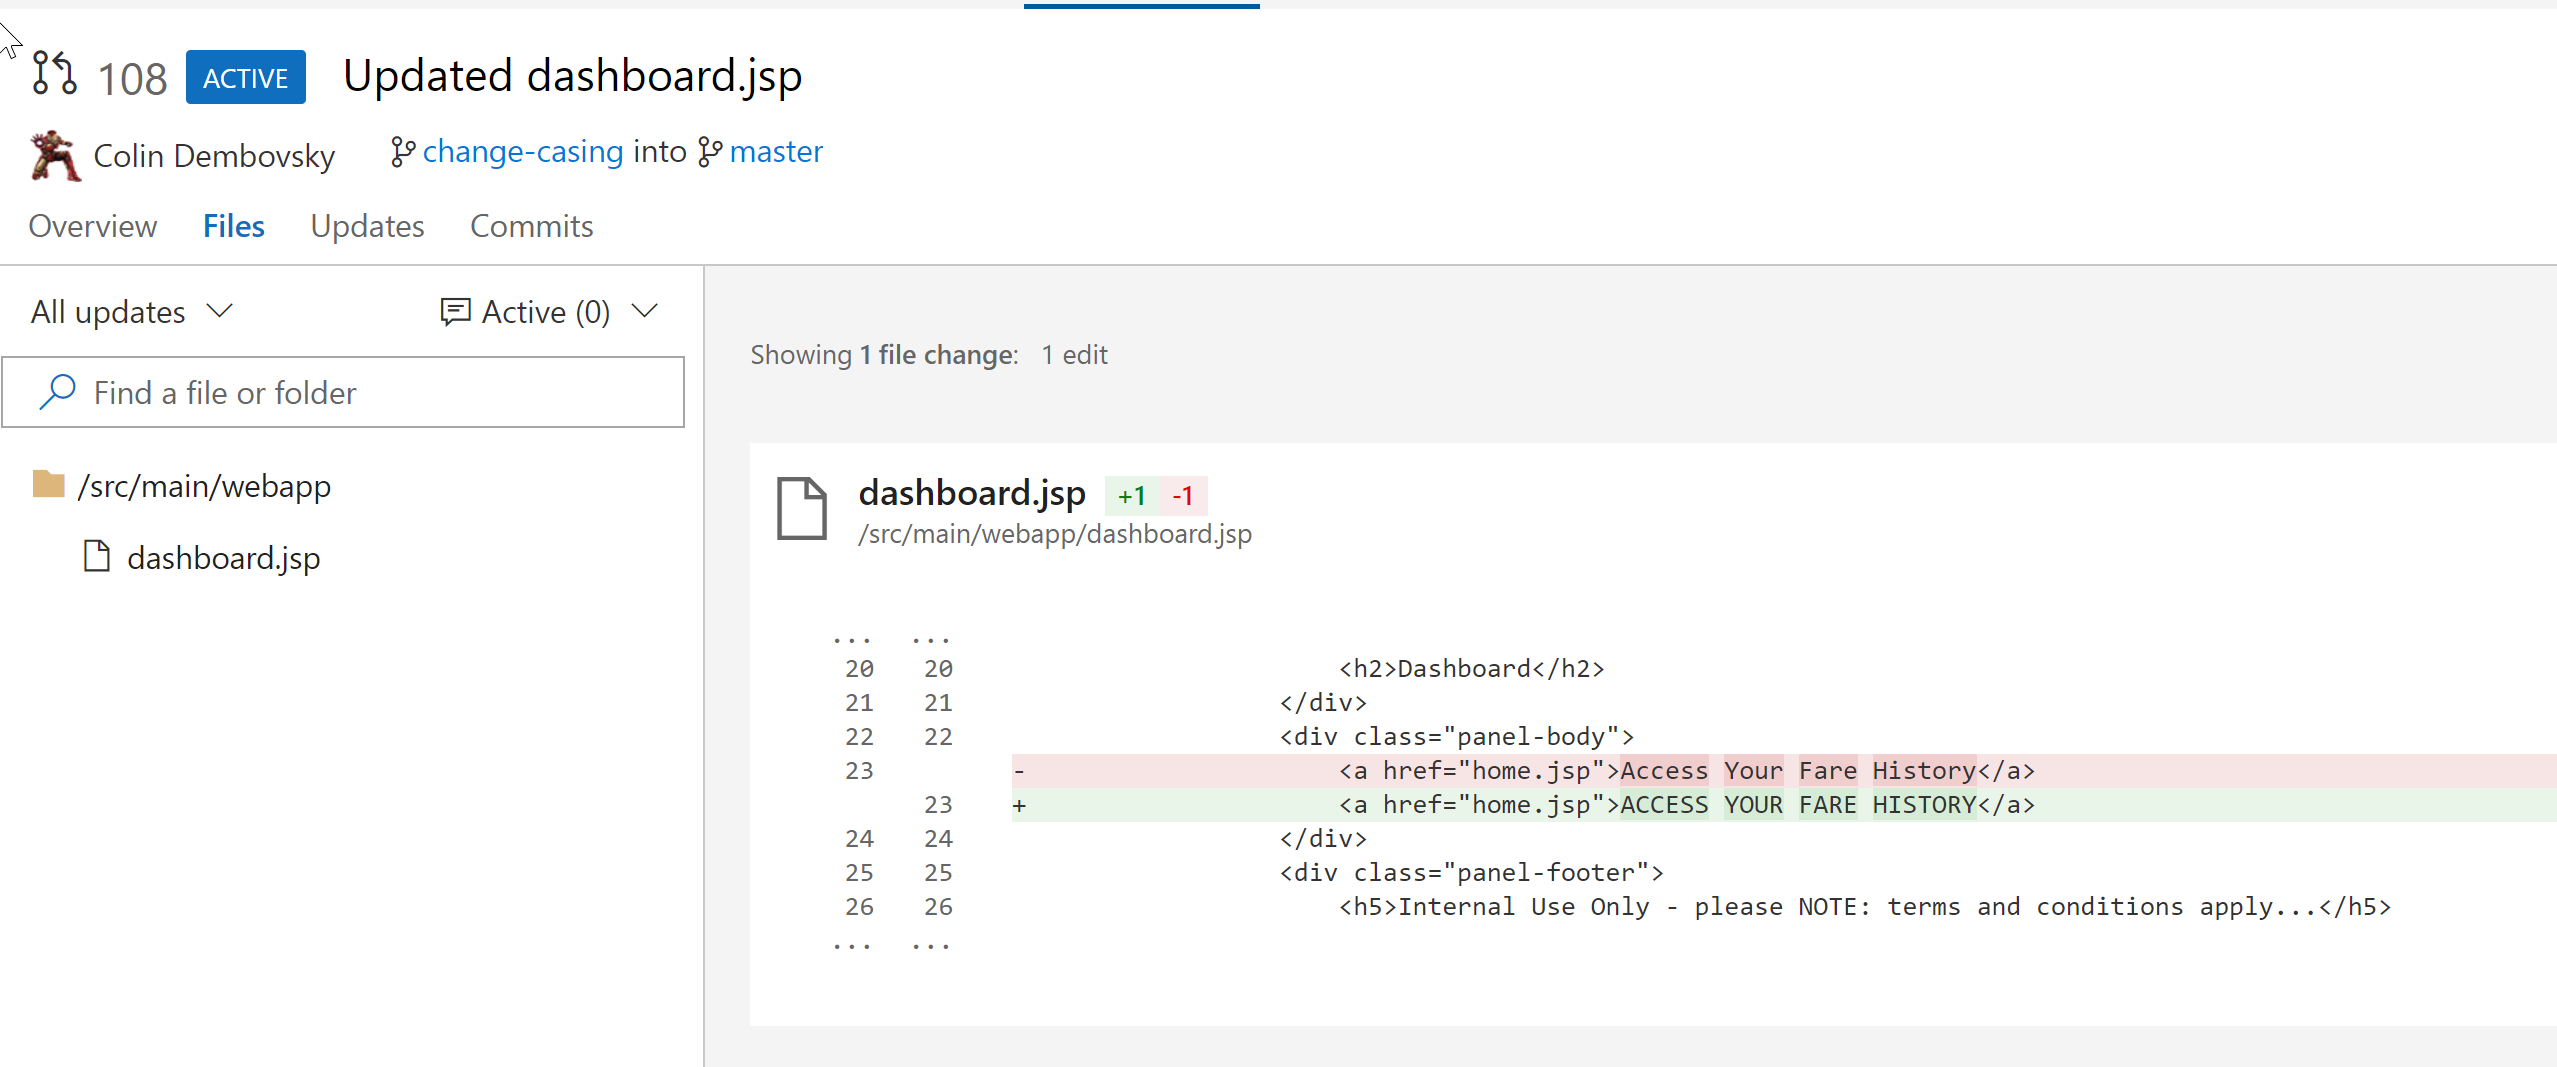 108 ACTIVE Updated dashboard.jsp
Colin Dembovsky change-casing into master
Overview Files Updates Commits
All updates Active (0)
Find a file or folder
/src/main/webapp
dashboard.jsp
Showing 1 file change: 1 edit
dashboard.jsp +1 -1
/src/main/webapp/dashboard.jsp
... ...
20 20 <h2>Dashboard</h2>
21 21 </div>
22 22 <div class="panel-body">
23 - <a href="home.jsp">Access Your Fare History</a>
23 + <a href="home.jsp">ACCESS YOUR FARE HISTORY</a>
24 24 </div>
25 25 <div class="panel-footer">
26 26 <h5>Internal Use Only - please NOTE: terms and conditions apply...</h5>
... ...